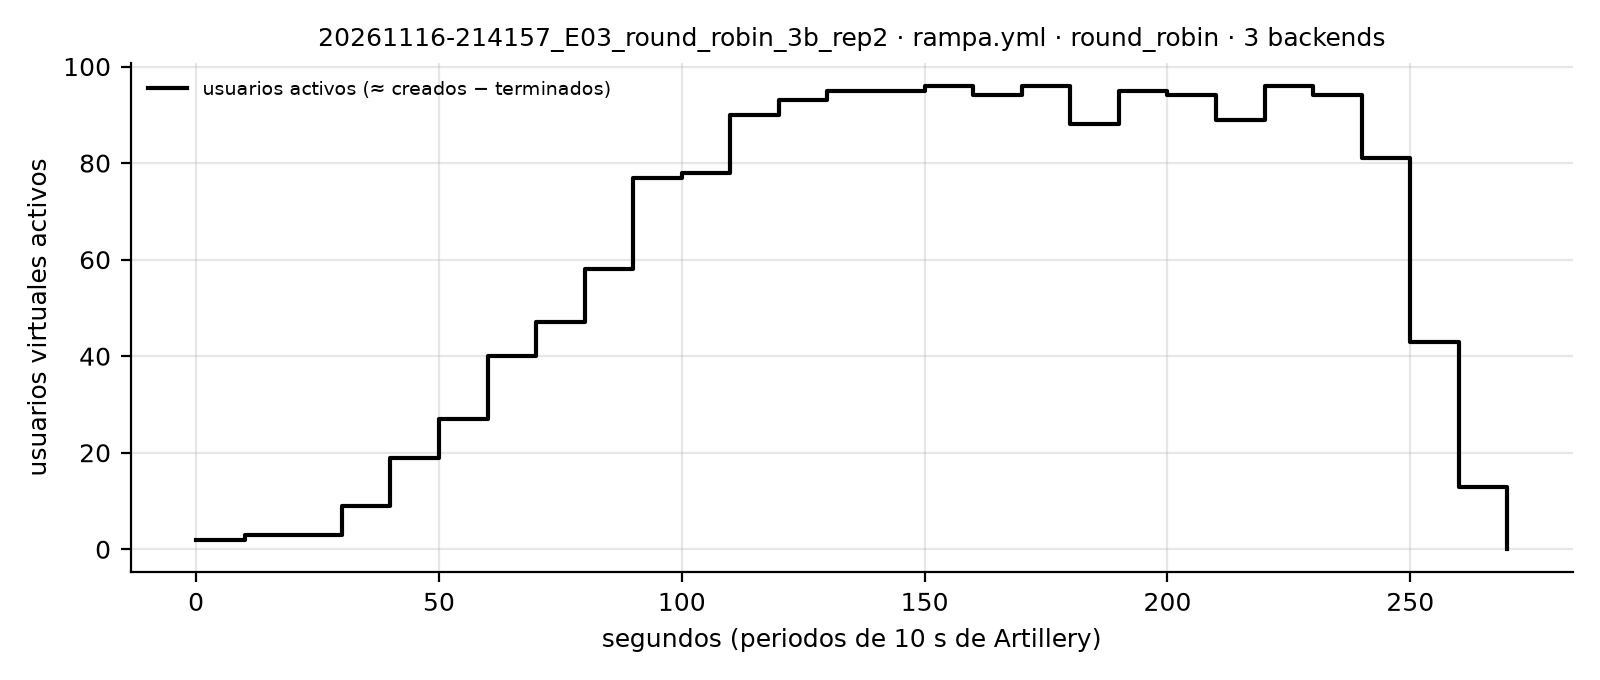 20261116-214157_E03_round_robin_3b_rep2 · rampa.yml · round_robin · 3 backends
usuarios activos (≈ creados − terminados)
usuarios virtuales activos
100
80
60
40
20
0
0 50 100 150 200 250
segundos (periodos de 10 s de Artillery)